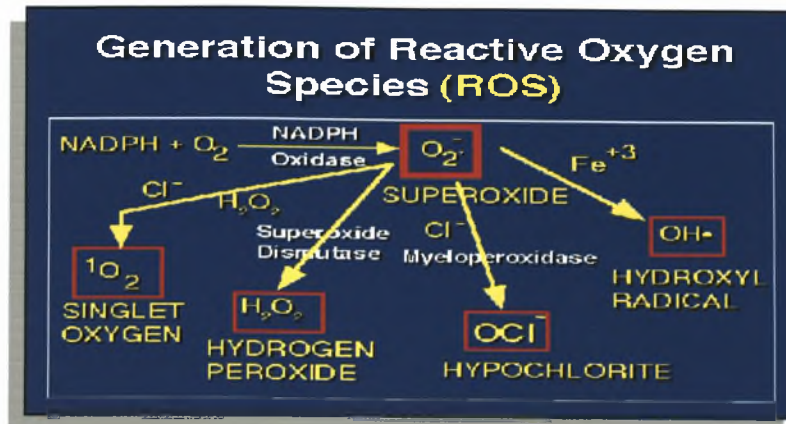 Generation of Reactive Oxygen
Species (ROS)
NADPH + O₂
NADPH
Oxidase
O₂⁻·
SUPEROXIDE
Fe⁺³
Cl⁻
H₂O₂
Superoxide
Dismutase
Cl⁻
Myeloperoxidase
OH•
HYDROXYL
RADICAL
¹O₂
SINGLET
OXYGEN
H₂O₂
HYDROGEN
PEROXIDE
OCl⁻
HYPOCHLORITE